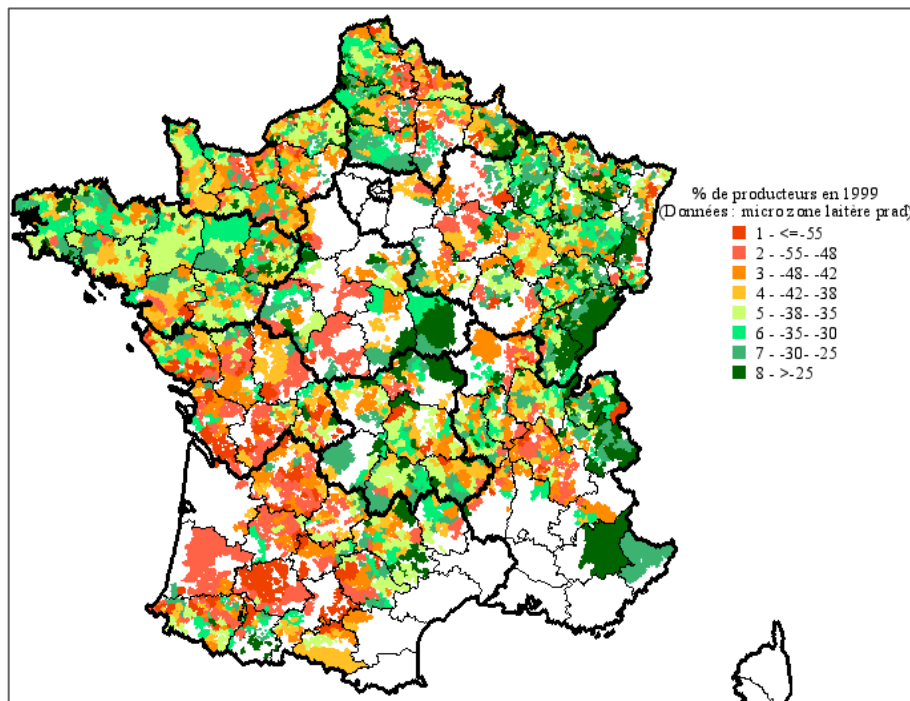 % de producteurs en 1999
(Données : microzone laitère prad)
1 - <=-55
2 - -55--48
3 - -48--42
4 - -42--38
5 - -38--35
6 - -35--30
7 - -30--25
8 - >-25